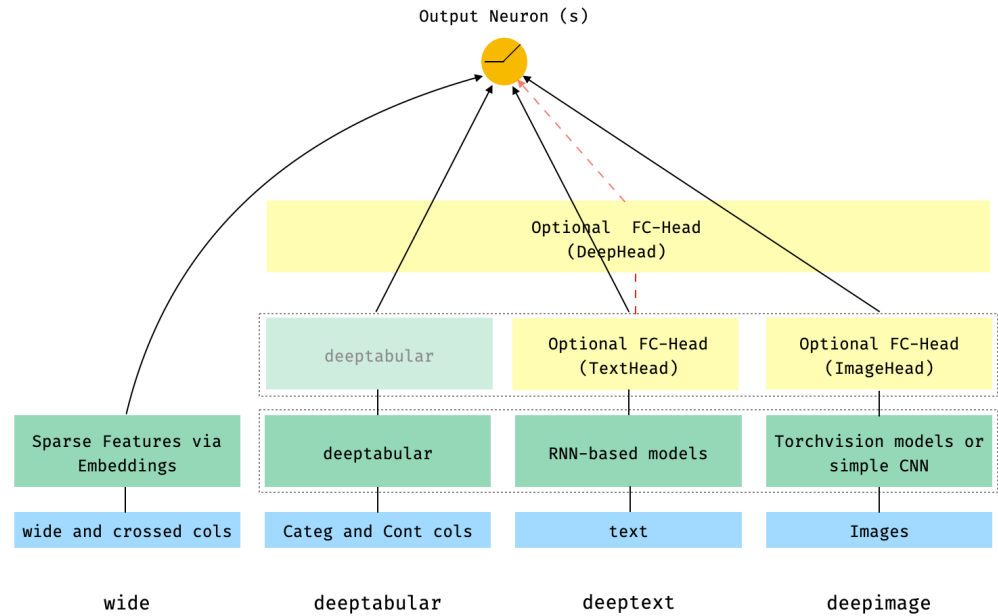 Output Neuron (s)
Optional FC-Head
(DeepHead)
deeptabular
Optional FC-Head
(TextHead)
Optional FC-Head
(ImageHead)
Sparse Features via
Embeddings
deeptabular
RNN-based models
Torchvision models or
simple CNN
wide and crossed cols
Categ and Cont cols
text
Images
wide
deeptabular
deeptext
deepimage